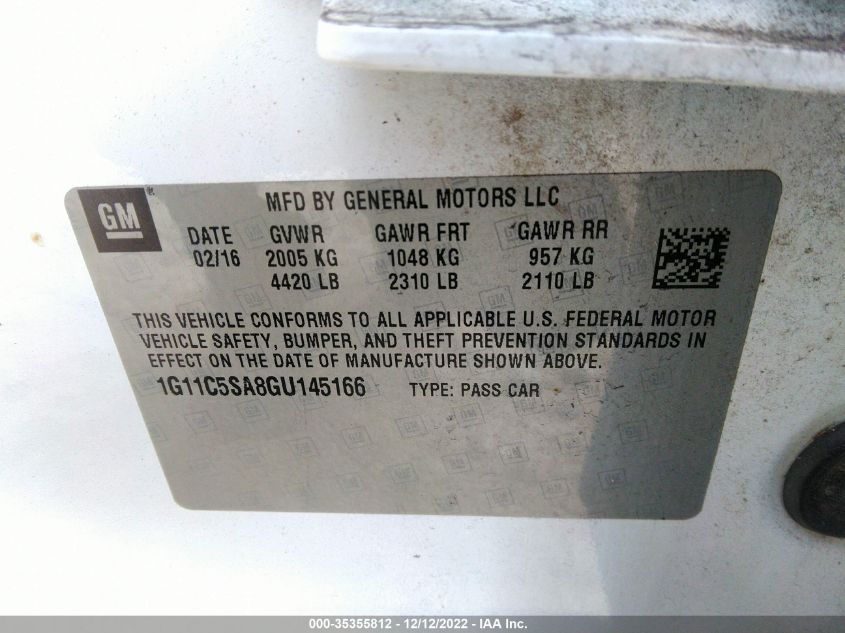 GM
MFD BY GENERAL MOTORS LLC
DATE GVWR GAWR FRT GAWR RR
02/16 2005 KG 1048 KG 957 KG
4420 LB 2310 LB 2110 LB
THIS VEHICLE CONFORMS TO ALL APPLICABLE U.S. FEDERAL MOTOR
VEHICLE SAFETY, BUMPER, AND THEFT PREVENTION STANDARDS IN
EFFECT ON THE DATE OF MANUFACTURE SHOWN ABOVE.
1G11C5SA8GU145166 TYPE: PASS CAR
000-35355812 - 12/12/2022 - IAA Inc.